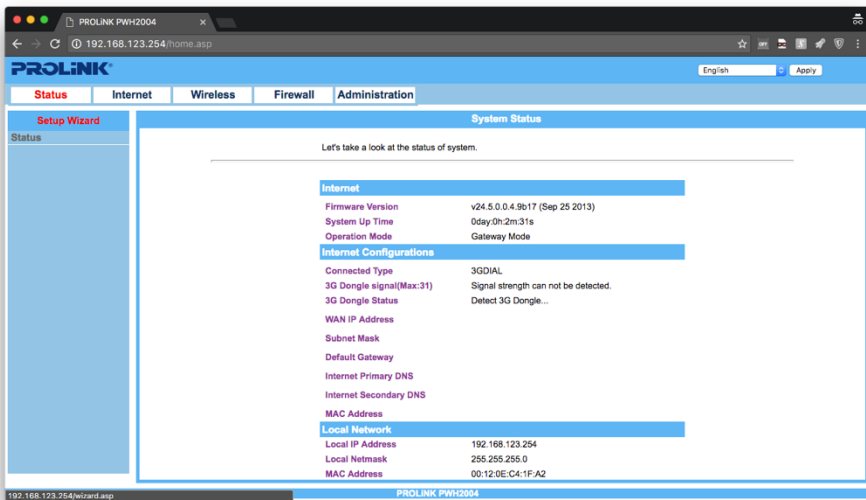 PROLiNK PWH2004
192.168.123.254/home.asp
PROLiNK®
English
Apply
Status Internet Wireless Firewall Administration
Setup Wizard
Status
System Status
Let's take a look at the status of system.
Internet
Firmware Version v24.5.0.0.4.9b17 (Sep 25 2013)
System Up Time 0day:0h:2m:31s
Operation Mode Gateway Mode
Internet Configurations
Connected Type 3GDIAL
3G Dongle signal(Max:31) Signal strength can not be detected.
3G Dongle Status Detect 3G Dongle...
WAN IP Address
Subnet Mask
Default Gateway
Internet Primary DNS
Internet Secondary DNS
MAC Address
Local Network
Local IP Address 192.168.123.254
Local Netmask 255.255.255.0
MAC Address 00:12:0E:C4:1F:A2
192.168.123.254/wizard.asp
PROLiNK PWH2004